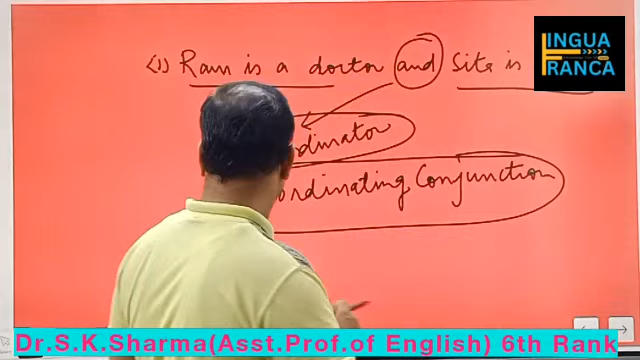 (1) Ram is a doctor and Sita is
LINGUA
FRANCA
dinator
ordinating Conjunction
Dr.S.K.Sharma(Asst.Prof.of English) 6th Rank